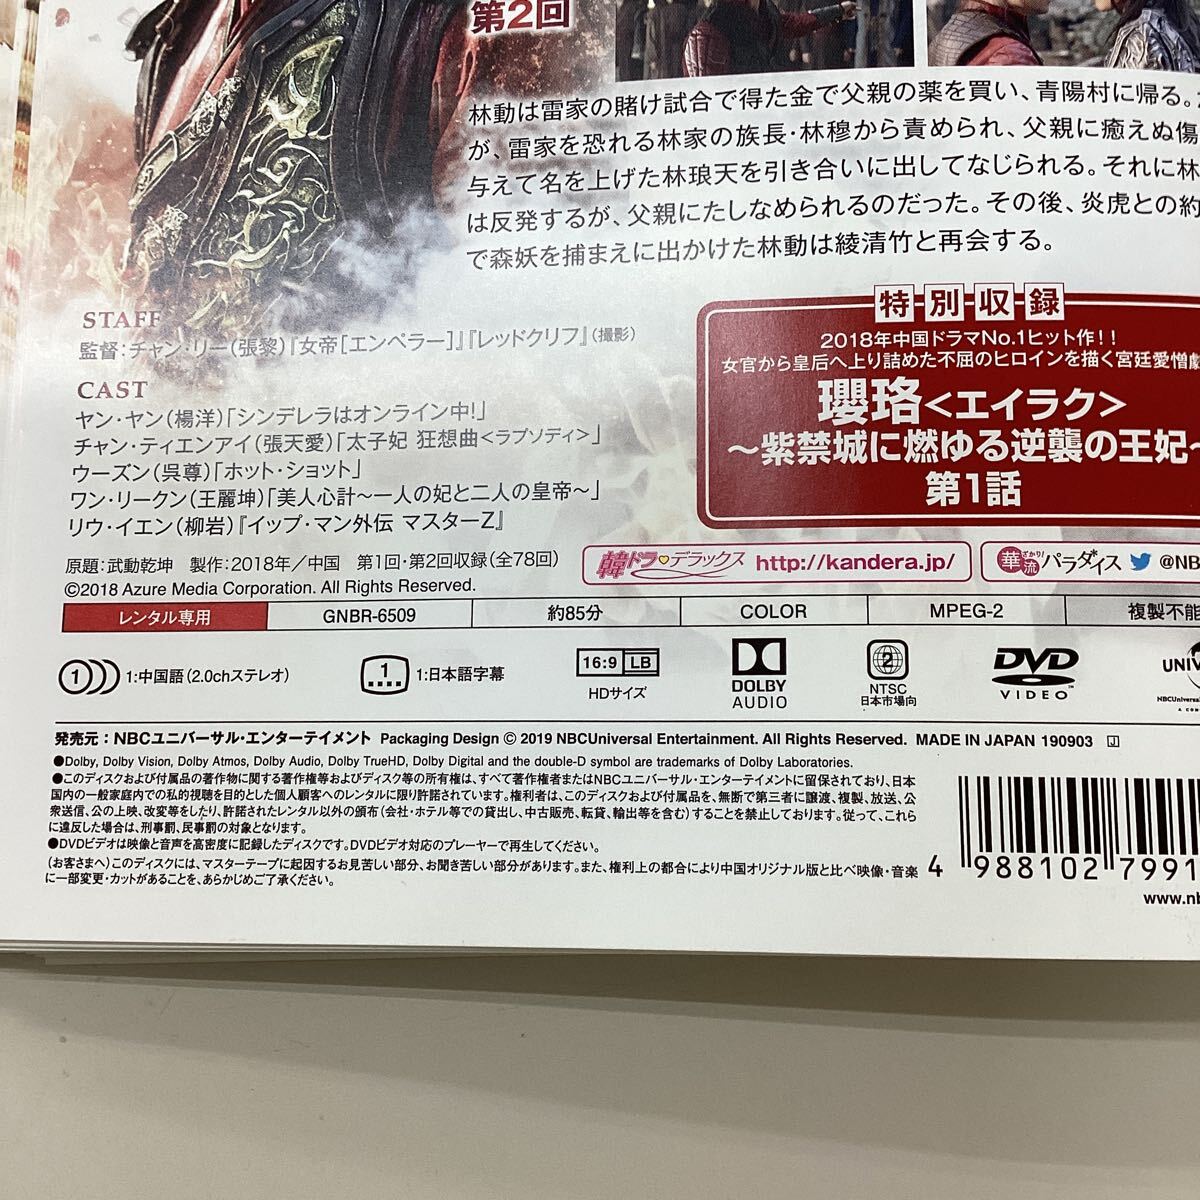 第2回
林動は雷家の賭け試合で得た金で父親の薬を買い、青陽村に帰る。
が、雷家を恐れる林家の族長・林穆から責められ、父親に癒えぬ傷
与えて名を上げた林琅天を引き合いに出してなじられる。それに林
は反発するが、父親にたしなめられるのだった。その後、炎虎との約
で森妖を捕まえに出かけた林動は綾清竹と再会する。
STAFF
監督：チャン・リー(張黎)『女帝[エンペラー]』『レッドクリフ』(撮影)
CAST
ヤン・ヤン(楊洋)「シンデレラはオンライン中！」
チャン・ティエンアイ(張天愛)「太子妃 狂想曲<ラプソディ>」
ウーズン(呉尊)「ホット・ショット」
ワン・リークン(王麗坤)「美人心計〜一人の妃と二人の皇帝〜」
リウ・イエン(柳岩)『イップ・マン外伝 マスターZ』
特別収録
2018年中国ドラマNo.1ヒット作！！
女官から皇后へ上り詰めた不屈のヒロインを描く宮廷愛憎劇
瓔珞<エイラク>
〜紫禁城に燃ゆる逆襲の王妃〜
第1話
原題：武動乾坤 製作：2018年／中国 第1回・第2回収録(全78回)
©2018 Azure Media Corporation. All Rights Reserved.
韓ドラ♥デラックス http://kandera.jp/
華流 ざかり! パラダイス @NB
レンタル専用 GNBR-6509 約85分 COLOR MPEG-2 複製不能
1 1:中国語(2.0chステレオ) 1 1:日本語字幕 16:9 LB HDサイズ DOLBY AUDIO 2 NTSC 日本市場向 DVD VIDEO UNIV
NBCUniversal
発売元：NBCユニバーサル・エンターテイメント Packaging Design © 2019 NBCUniversal Entertainment. All Rights Reserved. MADE IN JAPAN 190903 J
●Dolby, Dolby Vision, Dolby Atmos, Dolby Audio, Dolby TrueHD, Dolby Digital and the double-D symbol are trademarks of Dolby Laboratories.
●このディスクおよび付属品の著作物に関する著作権等およびディスク等の所有権は、すべて著作権者またはNBCユニバーサル・エンターテイメントに留保されており、日本
国内の一般家庭内での私的視聴を目的とした個人顧客へのレンタルに限り許諾されています。権利者は、このディスクおよび付属品を、無断で第三者に譲渡、複製、放送、公
衆送信、公の上映、改変等をしたり、許諾されたレンタル以外の頒布(会社・ホテル等での貸出し、中古販売、転貸、輸出等を含む)することを禁止しております。従って、これら
に違反した場合は、刑事罰、民事罰の対象となります。
●DVDビデオは映像と音声を高密度に記録したディスクです。DVDビデオ対応のプレーヤーで再生してください。
(お客さまへ)このディスクには、マスターテープに起因するお見苦しい部分、お聞き苦しい部分があります。また、権利上の都合により中国オリジナル版と比べ映像・音楽
に一部変更・カットがあることを、あらかじめご了承ください。
4 988102 7991
www.nb